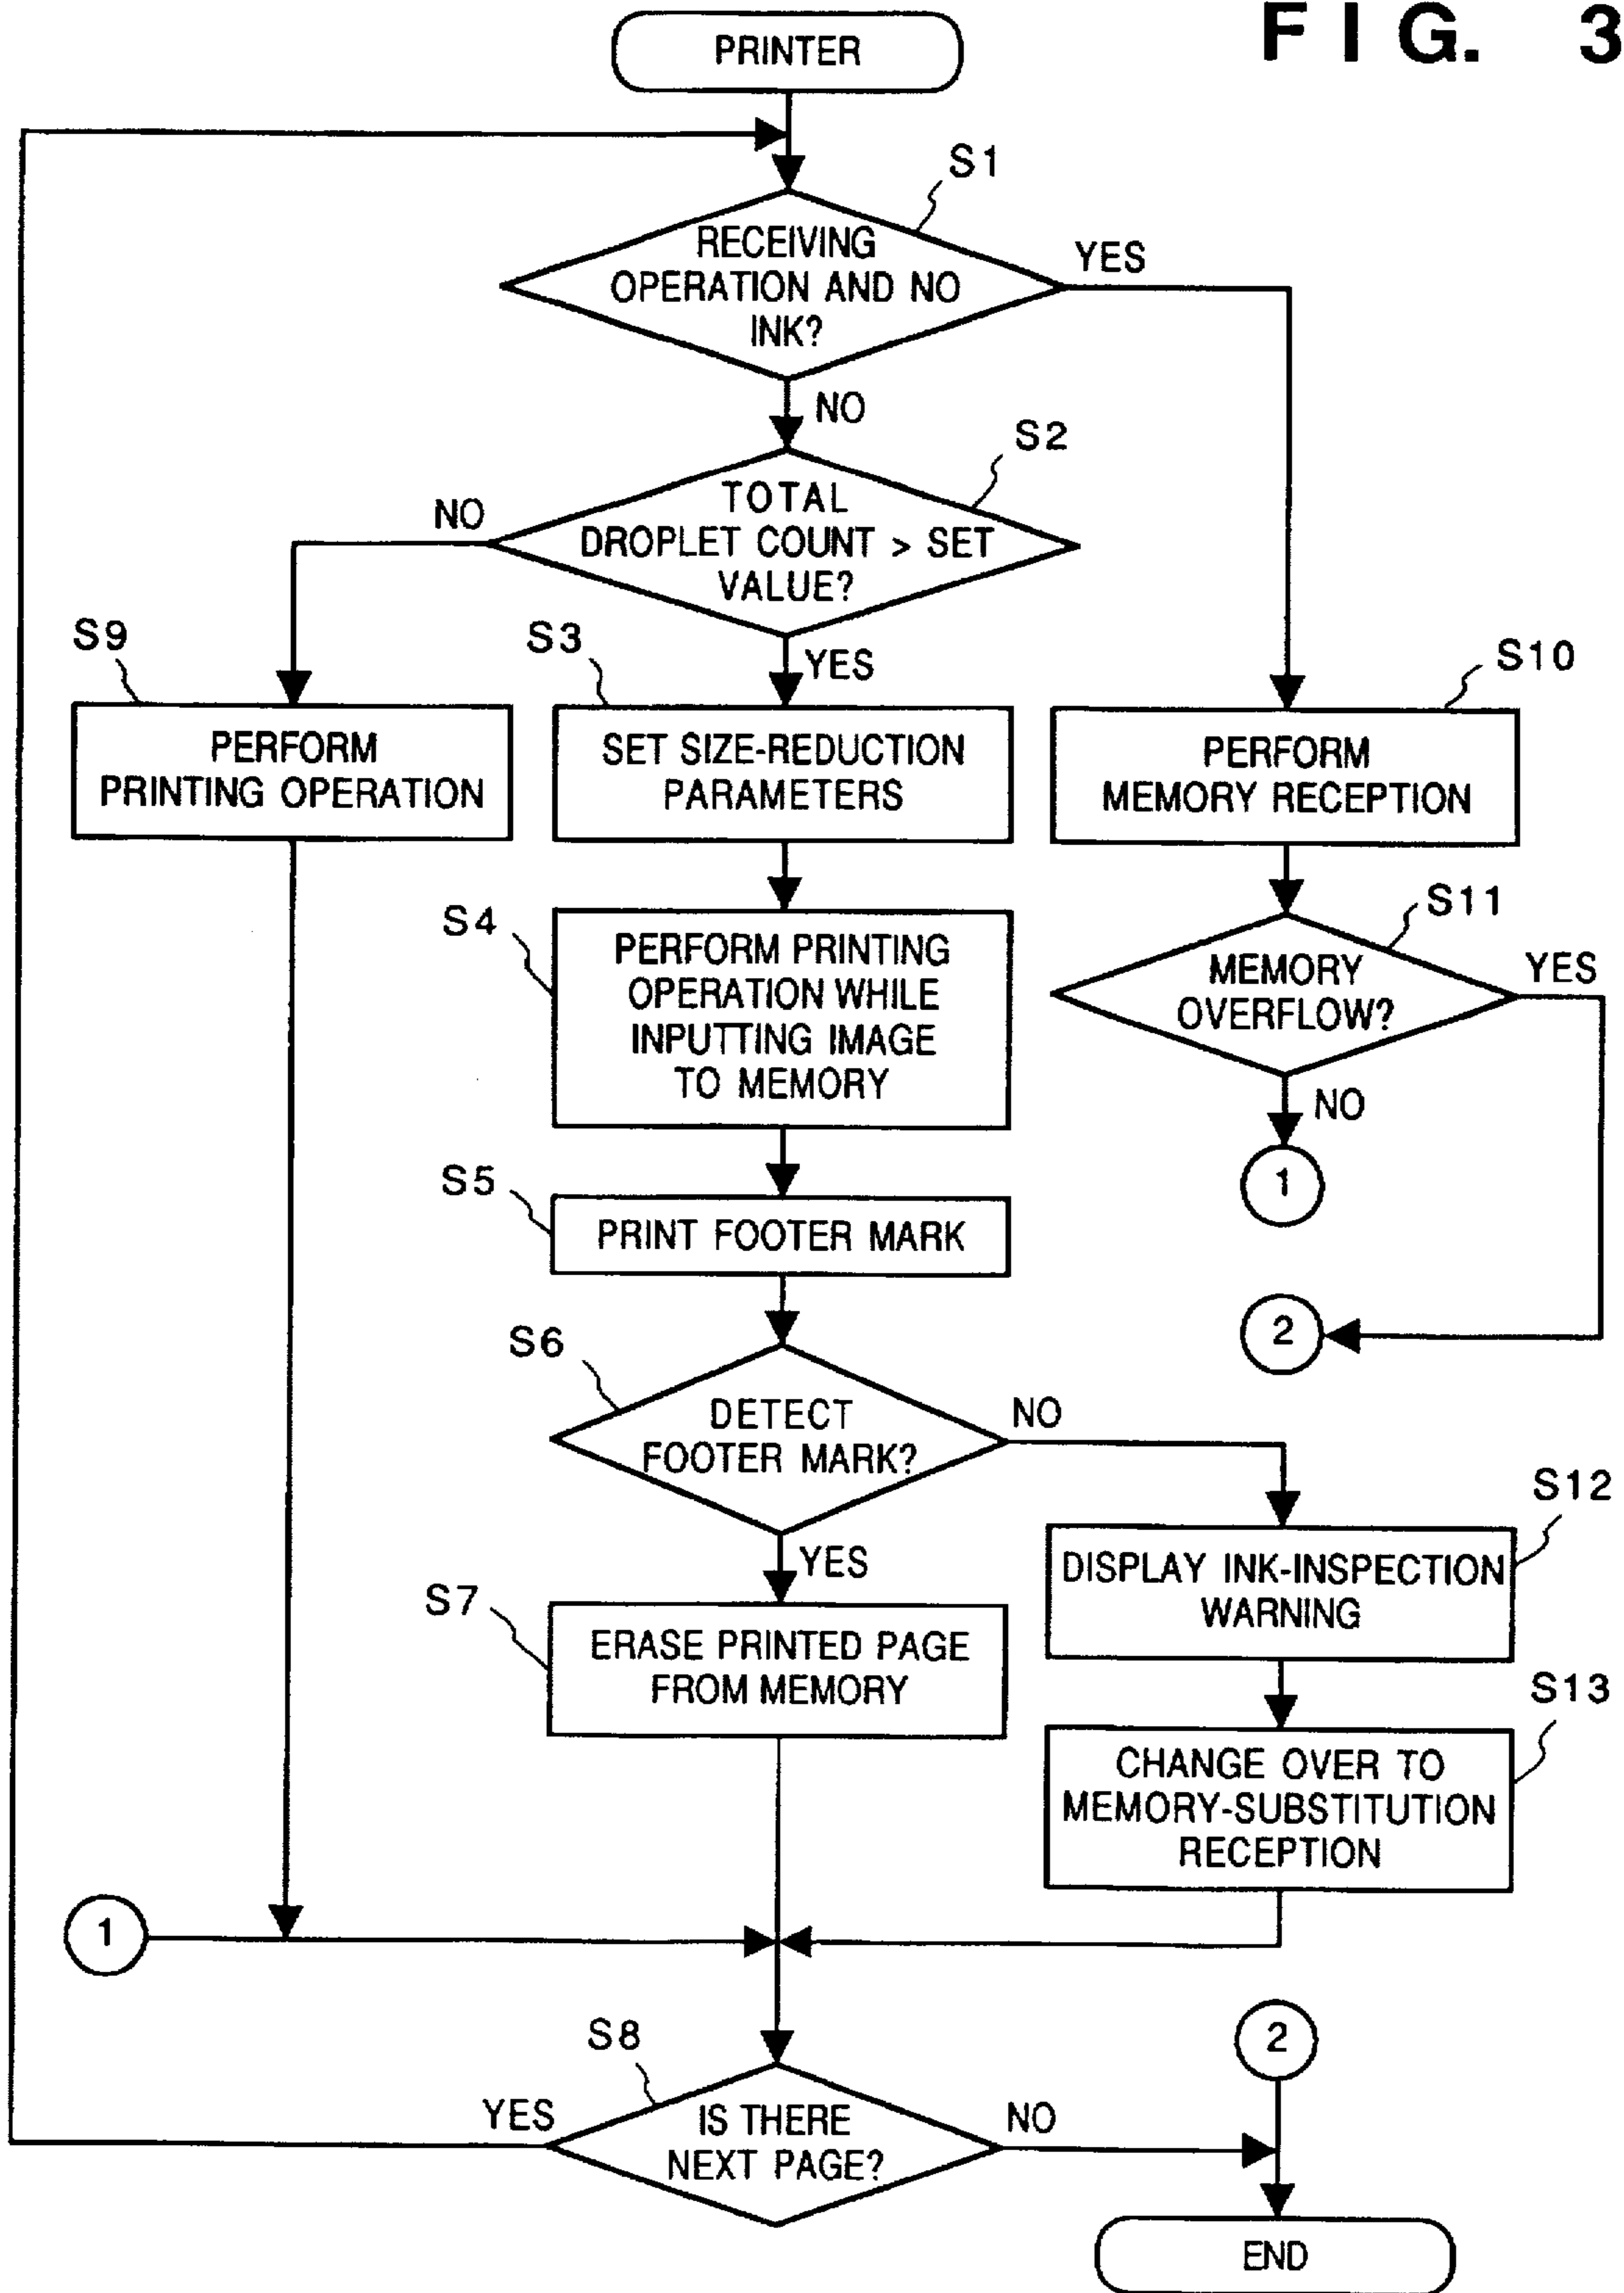 FIG. 3
PRINTER
S1
RECEIVING
OPERATION AND NO
INK?
YES
NO
S2
TOTAL
DROPLET COUNT > SET
VALUE?
NO
YES
S9
PERFORM
PRINTING OPERATION
S3
SET SIZE-REDUCTION
PARAMETERS
S10
PERFORM
MEMORY RECEPTION
S4
PERFORM PRINTING
OPERATION WHILE
INPUTTING IMAGE
TO MEMORY
S11
MEMORY
OVERFLOW?
YES
NO
1
S5
PRINT FOOTER MARK
2
S6
DETECT
FOOTER MARK?
NO
YES
S12
DISPLAY INK-INSPECTION
WARNING
S7
ERASE PRINTED PAGE
FROM MEMORY
S13
CHANGE OVER TO
MEMORY-SUBSTITUTION
RECEPTION
1
2
S8
IS THERE
NEXT PAGE?
YES
NO
END